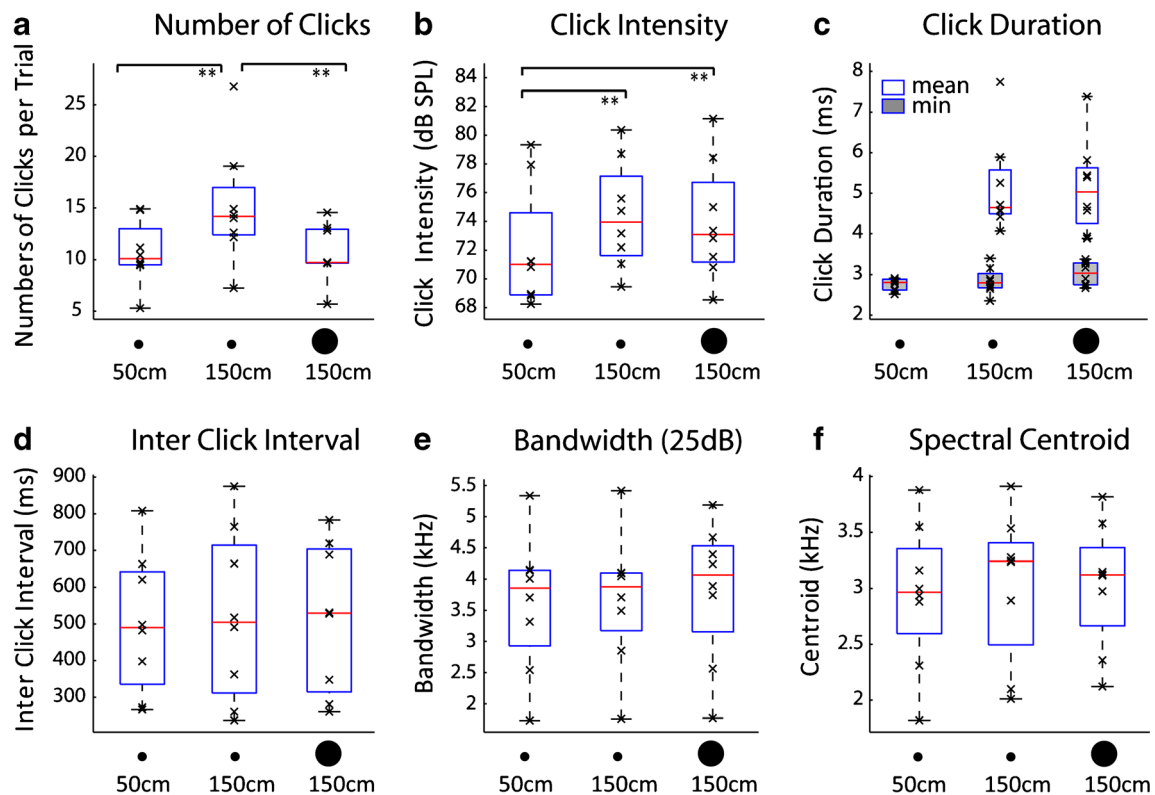 a Number of Clicks
Numbers of Clicks per Trial
25
20
15
10
5
** **
50cm 150cm 150cm
b Click Intensity
Click Intensity (dB SPL)
84
82
80
78
76
74
72
70
68
**
**
50cm 150cm 150cm
c Click Duration
Click Duration (ms)
8
7
6
5
4
3
2
mean
min
50cm 150cm 150cm
d Inter Click Interval
Inter Click Interval (ms)
900
800
700
600
500
400
300
50cm 150cm 150cm
e Bandwidth (25dB)
Bandwidth (kHz)
5.5
5
4.5
4
3.5
3
2.5
2
50cm 150cm 150cm
f Spectral Centroid
Centroid (kHz)
4
3.5
3
2.5
2
50cm 150cm 150cm